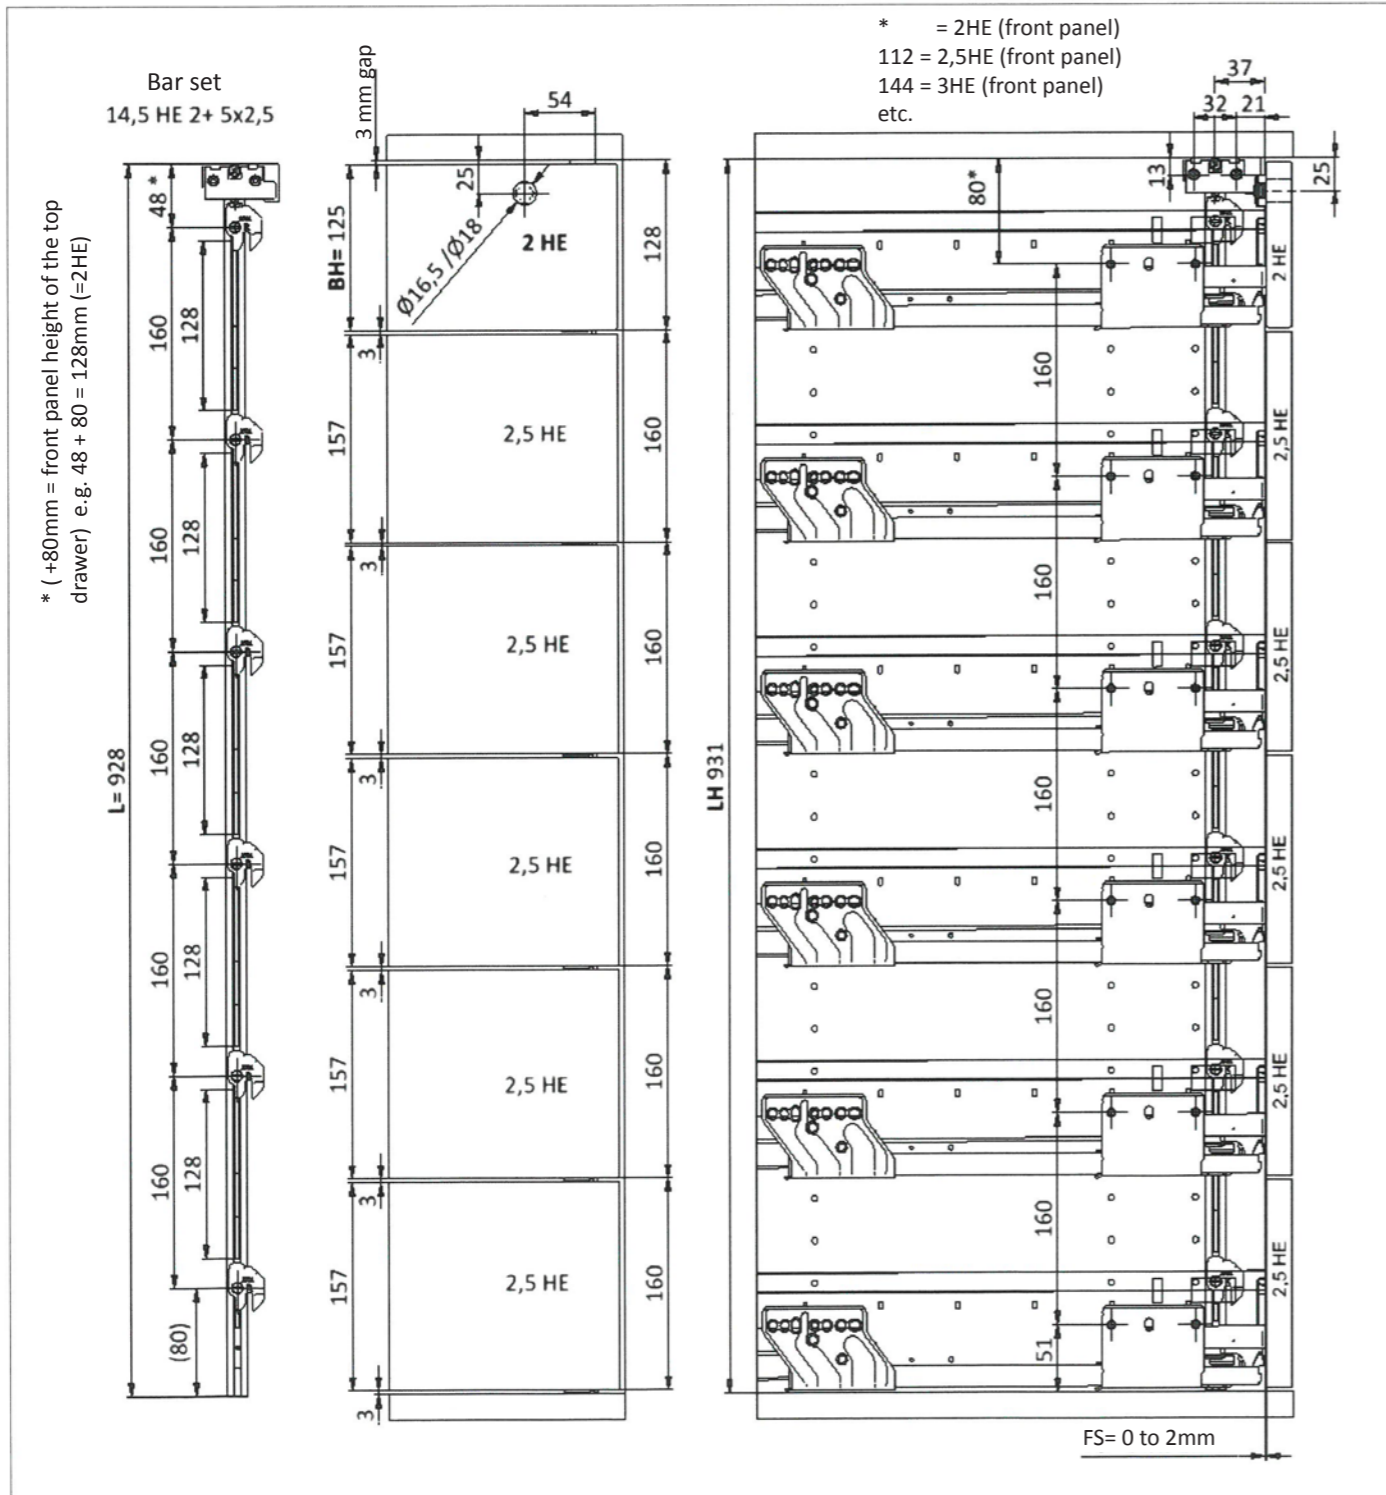 * = 2HE (front panel)
112 = 2,5HE (front panel)
144 = 3HE (front panel)
etc.
Bar set
14,5 HE 2+ 5x2,5
3 mm gap
54
37
32
21
48 *
25
Ø16,5 /Ø18
BH= 125
2 HE
128
80*
13
25
2 HE
* ( +80mm = front panel height of the top
drawer) e.g. 48 + 80 = 128mm (=2HE)
L= 928
160
128
160
128
160
128
160
128
160
128
(80)
3
157
2,5 HE
160
3
157
2,5 HE
160
3
157
2,5 HE
160
3
157
2,5 HE
160
3
157
2,5 HE
160
3
LH 931
160
2,5 HE
160
2,5 HE
160
2,5 HE
160
2,5 HE
160
2,5 HE
51
FS= 0 to 2mm